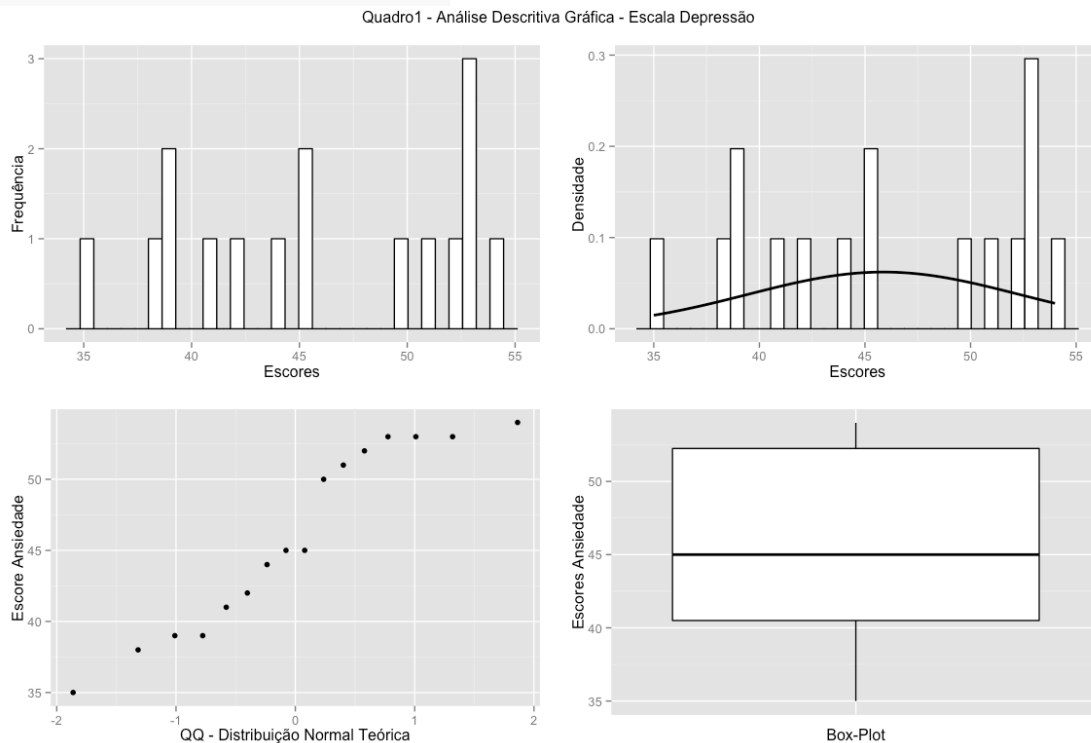 Quadro1 - Análise Descritiva Gráfica - Escala Depressão
3
2
1
0
Frequência
35 40 45 50 55
Escores
0.3
0.2
0.1
0.0
Densidade
35 40 45 50 55
Escores
50
45
40
35
Escore Ansiedade
-2 -1 0 1 2
QQ - Distribuição Normal Teórica
50
45
40
35
Escores Ansiedade
Box-Plot